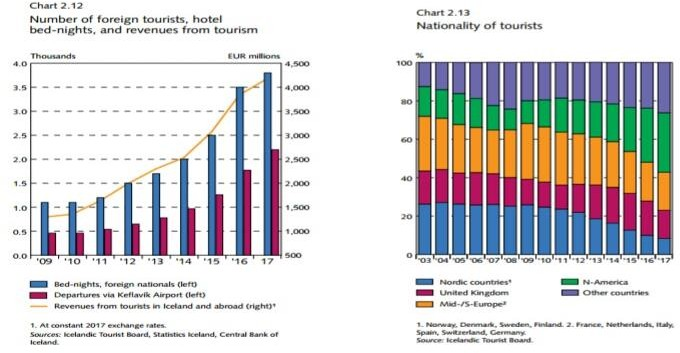 Chart 2.12
Number of foreign tourists, hotel
bed-nights, and revenues from tourism
Thousands EUR millions
4.0 4,500
3.5 4,000
3.0 3,500
2.5 3,000
2.0 2,500
1.5 2,000
1.0 1,500
0.5 1,000
0.0 500
'09 '10 '11 '12 '13 '14 '15 '16 17
Bed-nights, foreign nationals (left)
Departures via Keflavík Airport (left)
Revenues from tourists in Iceland and abroad (right)¹
1. At constant 2017 exchange rates.
Sources: Icelandic Tourist Board, Statistics Iceland, Central Bank of
Iceland.
Chart 2.13
Nationality of tourists
%
100
80
60
40
20
0
'03 '04 '05 '06 '07 '08 '09 '10 '11 '12 '13 '14 '15 '16 '17
Nordic countries¹ N-America
United Kingdom Other countries
Mid-/S-Europe²
1. Norway, Denmark, Sweden, Finland. 2. France, Netherlands, Italy,
Spain, Switzerland, Germany.
Source: Icelandic Tourist Board.